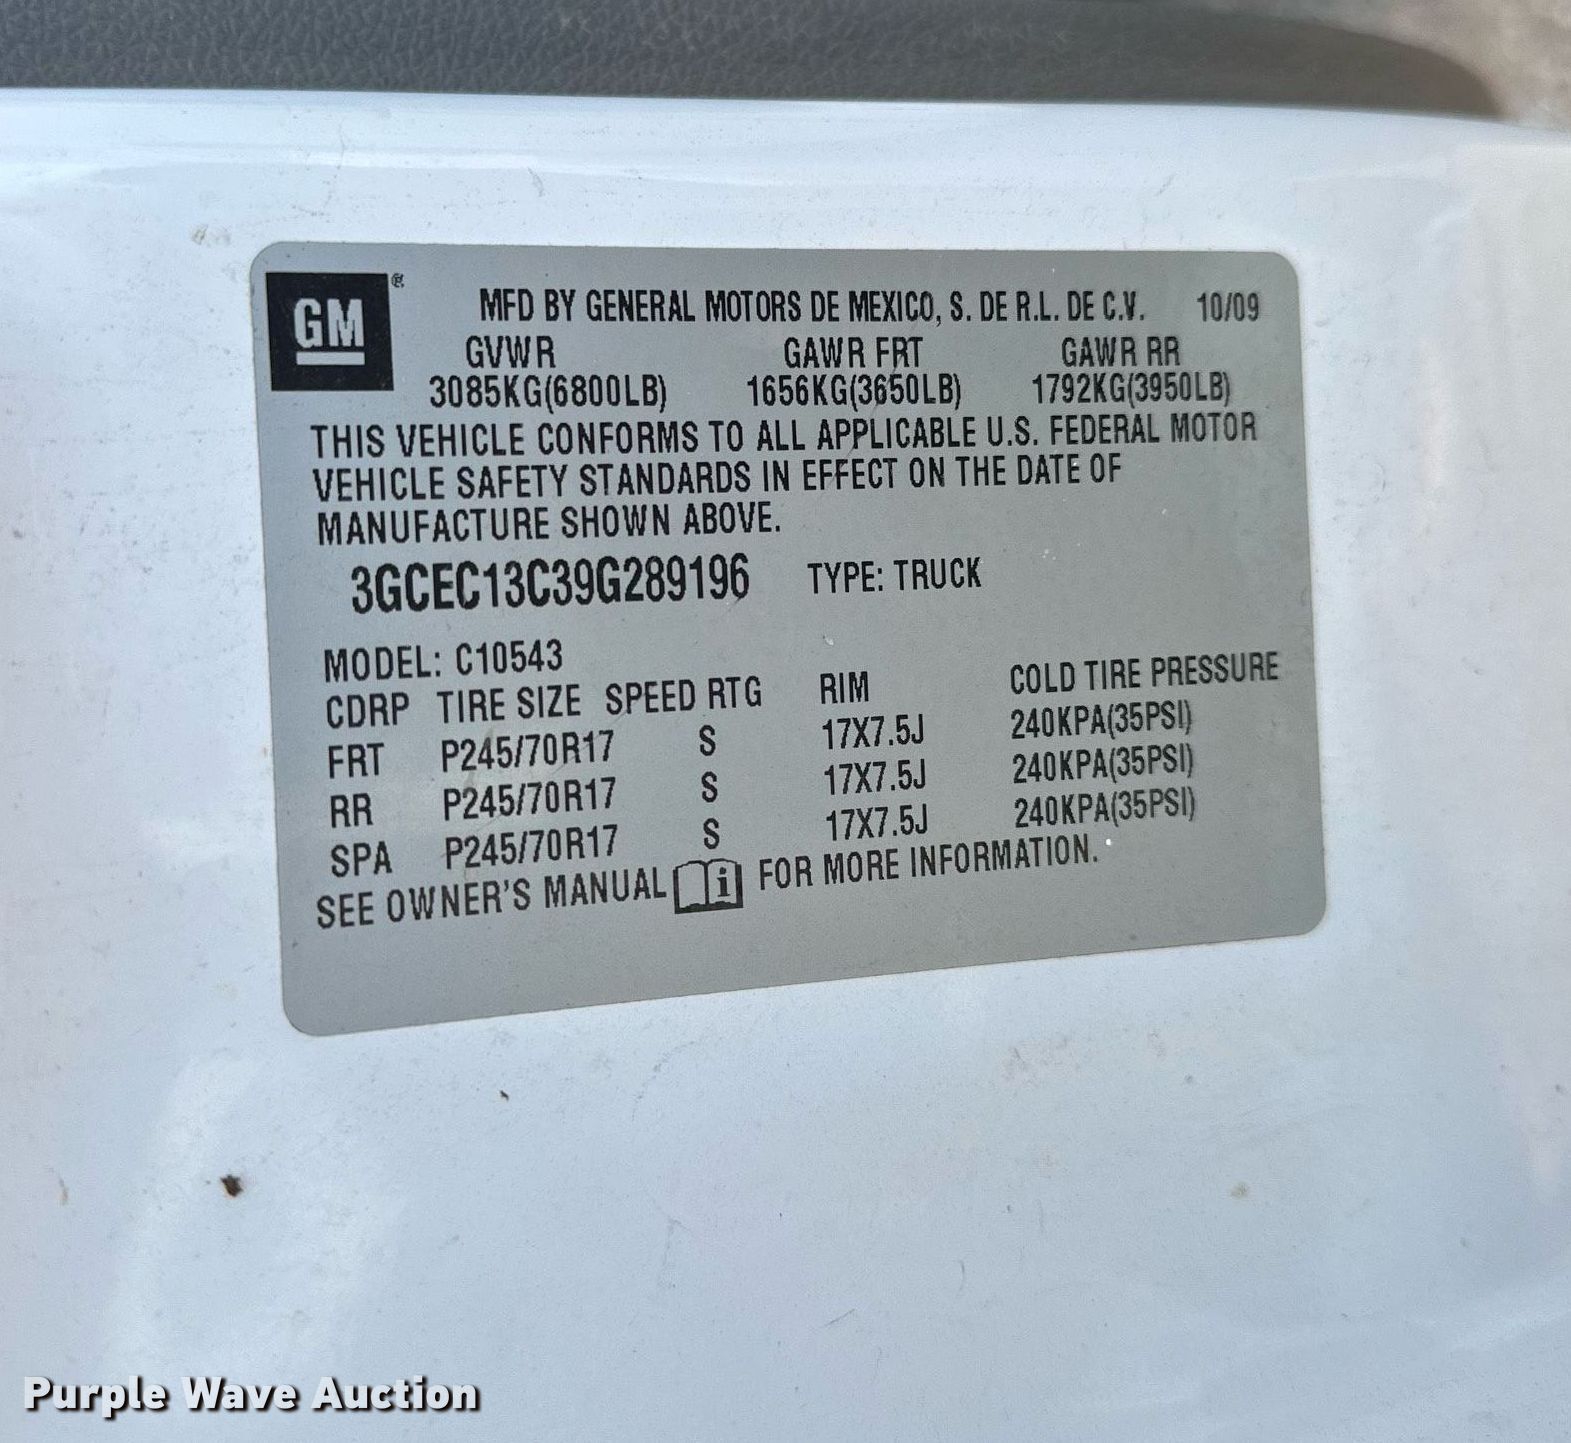 GM ®
MFD BY GENERAL MOTORS DE MEXICO, S. DE R.L. DE C.V. 10/09
GVWR GAWR FRT GAWR RR
3085KG(6800LB) 1656KG(3650LB) 1792KG(3950LB)
THIS VEHICLE CONFORMS TO ALL APPLICABLE U.S. FEDERAL MOTOR
VEHICLE SAFETY STANDARDS IN EFFECT ON THE DATE OF
MANUFACTURE SHOWN ABOVE.
3GCEC13C39G289196 TYPE: TRUCK
MODEL: C10543
CDRP TIRE SIZE SPEED RTG RIM COLD TIRE PRESSURE
FRT P245/70R17 S 17X7.5J 240KPA(35PSI)
RR P245/70R17 S 17X7.5J 240KPA(35PSI)
SPA P245/70R17 S 17X7.5J 240KPA(35PSI)
SEE OWNER'S MANUAL i FOR MORE INFORMATION.
Purple Wave Auction